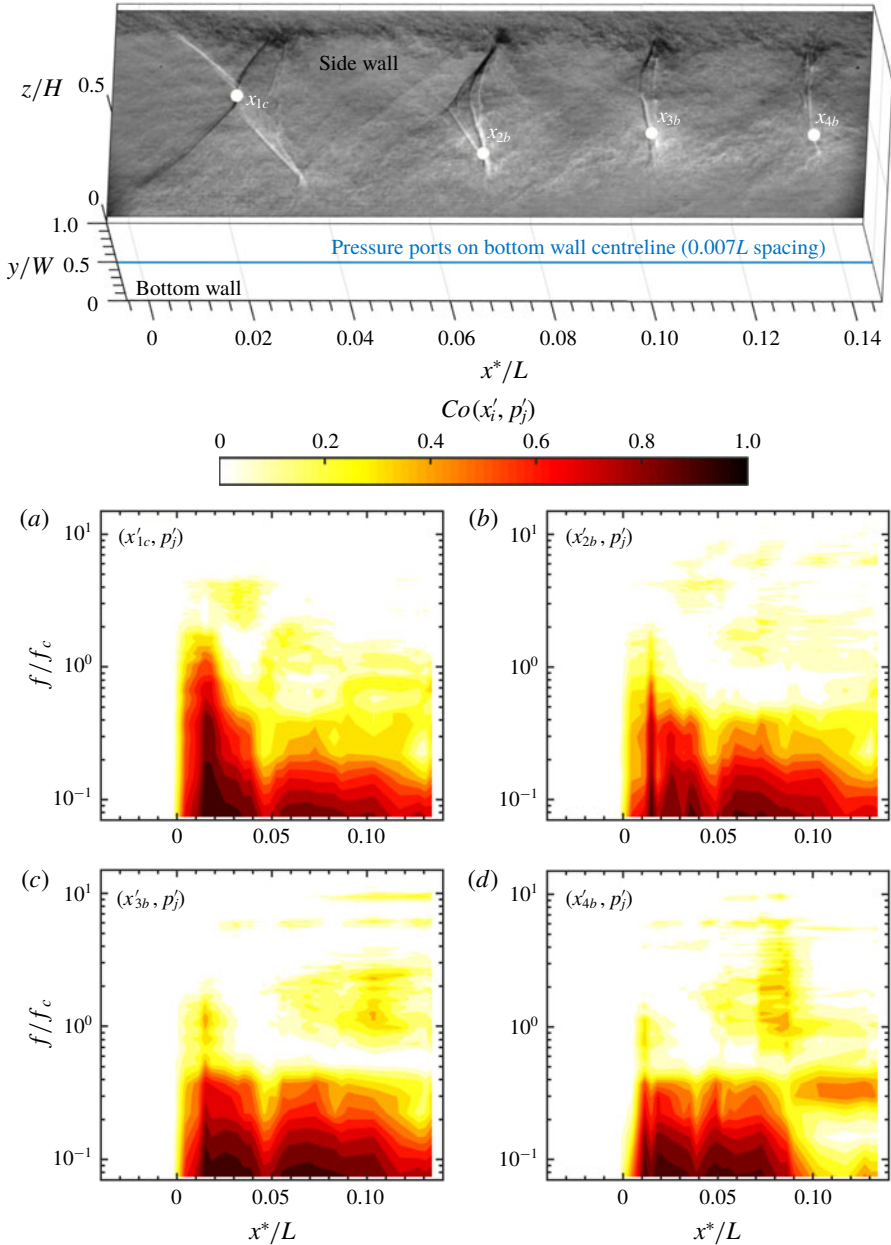 Side wall
z/H
0.5
0
x1c
x2b
x3b
x4b
1.0
y/W
0.5
0
Pressure ports on bottom wall centreline (0.007L spacing)
Bottom wall
0 0.02 0.04 0.06 0.08 0.10 0.12 0.14
x*/L
Co(x′i, p′j)
0 0.2 0.4 0.6 0.8 1.0
(a)
(x′1c, p′j)
f/fc
10¹
10⁰
10⁻¹
0 0.05 0.10
(b)
(x′2b, p′j)
10¹
10⁰
10⁻¹
0 0.05 0.10
(c)
(x′3b, p′j)
f/fc
10¹
10⁰
10⁻¹
0 0.05 0.10
x*/L
(d)
(x′4b, p′j)
10¹
10⁰
10⁻¹
0 0.05 0.10
x*/L